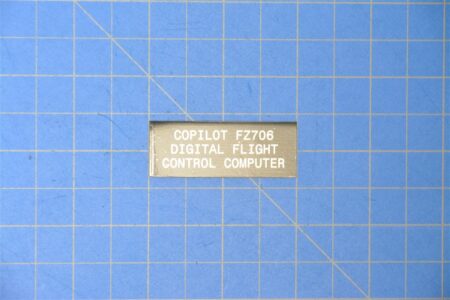 COPILOT FZ706
DIGITAL FLIGHT
CONTROL COMPUTER